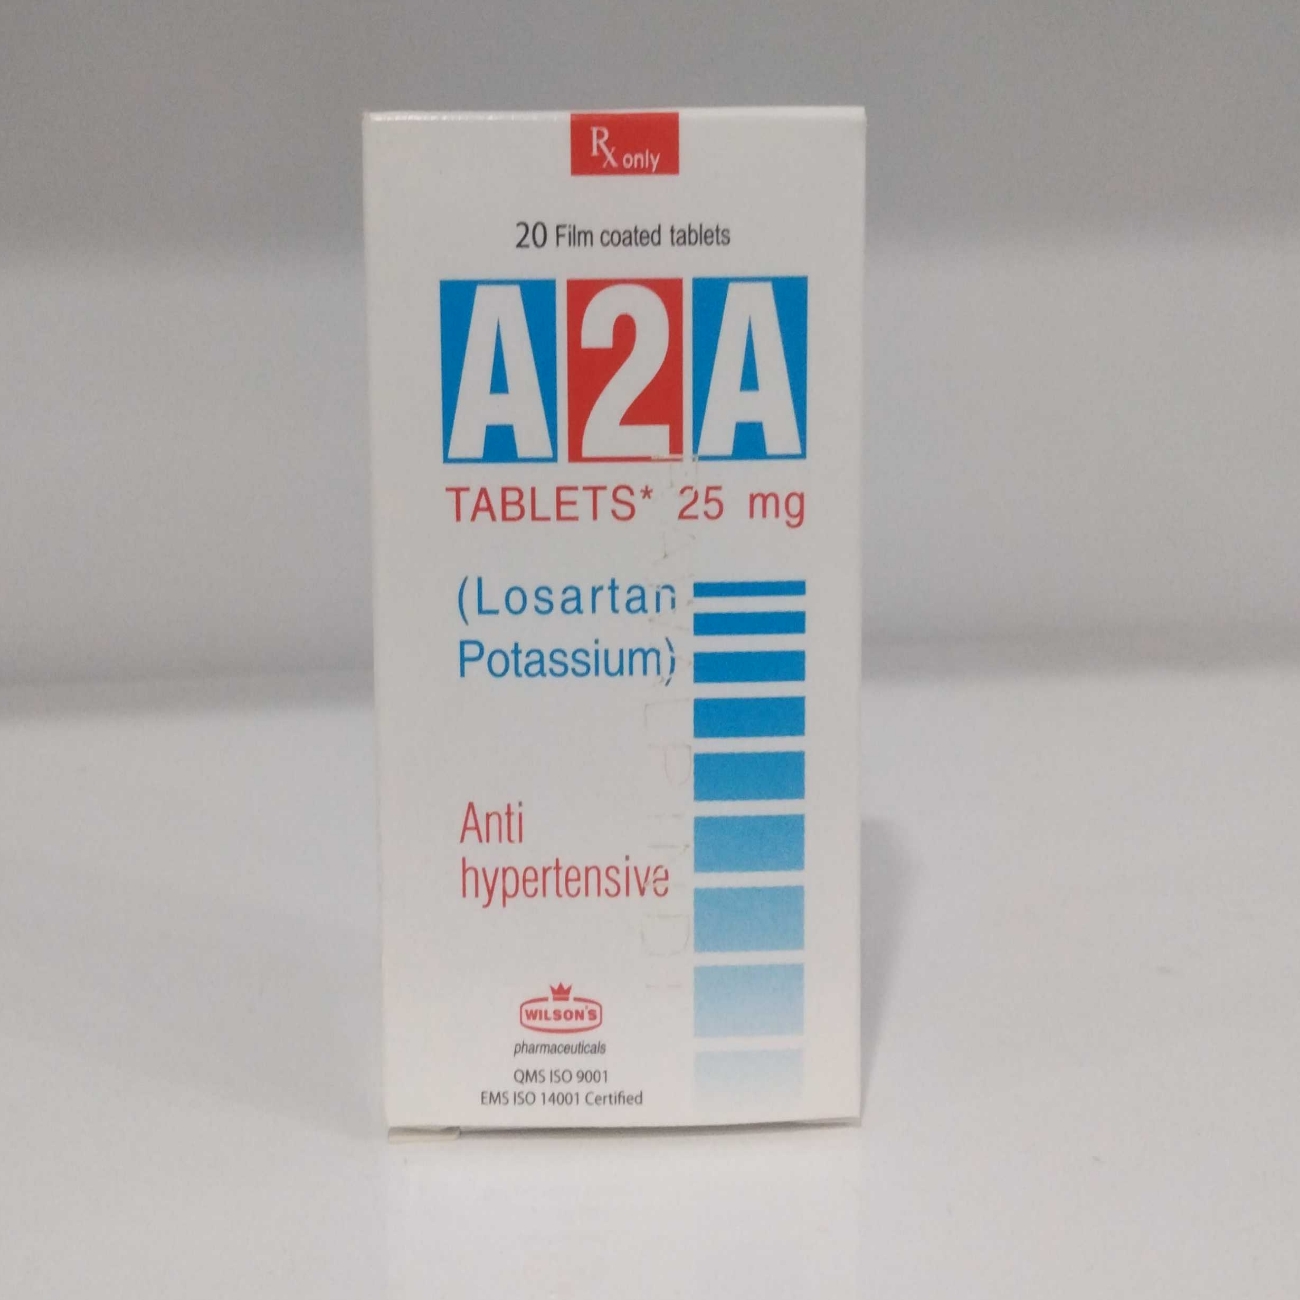 Rx only
20 Film coated tablets
A2A
TABLETS* 25 mg
(Losartan
Potassium)
Anti
hypertensive
WILSON'S
pharmaceuticals
QMS ISO 9001
EMS ISO 14001 Certified